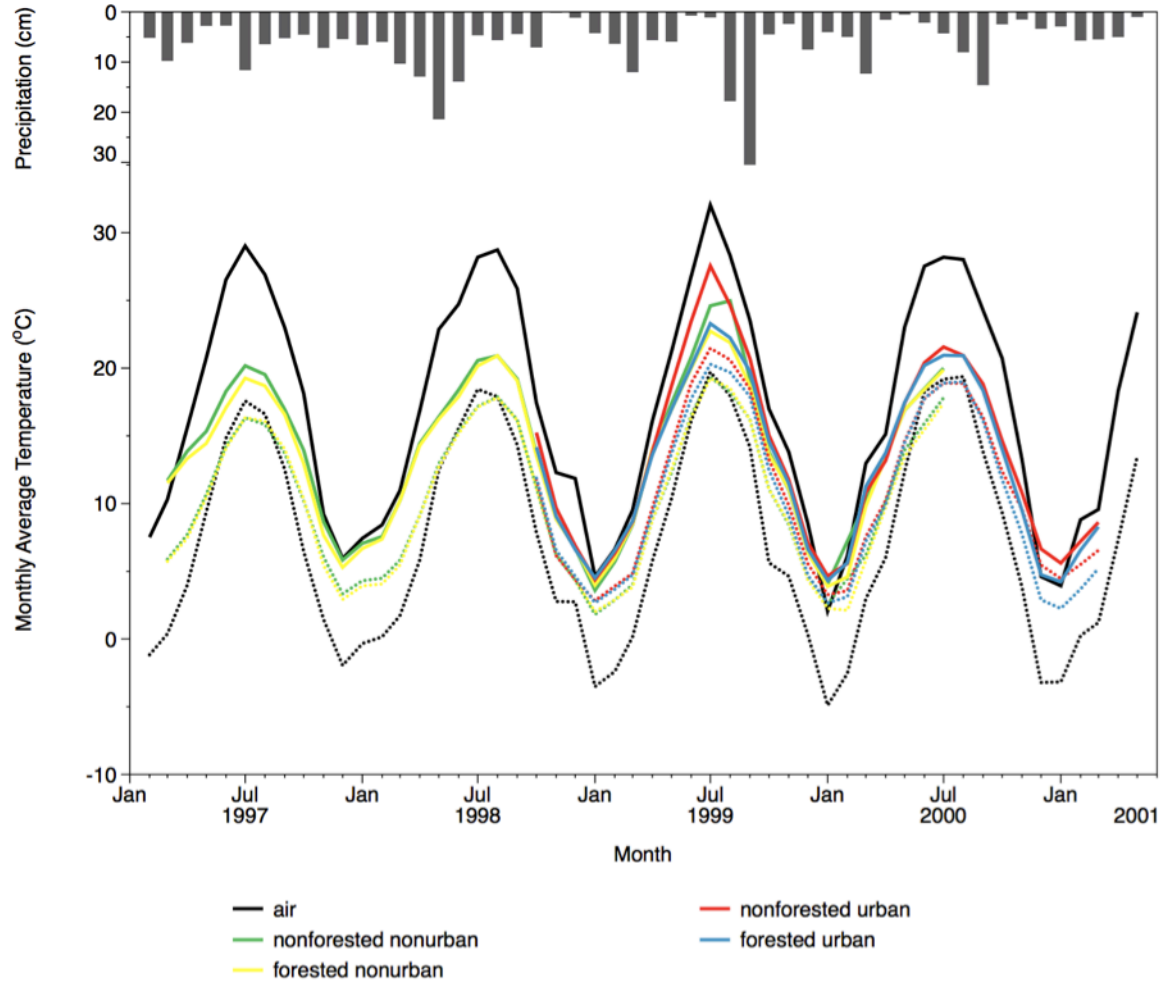 Precipitation (cm)
0
10
20
30
Monthly Average Temperature (°C)
30
20
10
0
-10
Jan Jul Jan Jul Jan Jul Jan Jul Jan
1997 1998 1999 2000 2001
Month
air
nonforested nonurban
forested nonurban
nonforested urban
forested urban